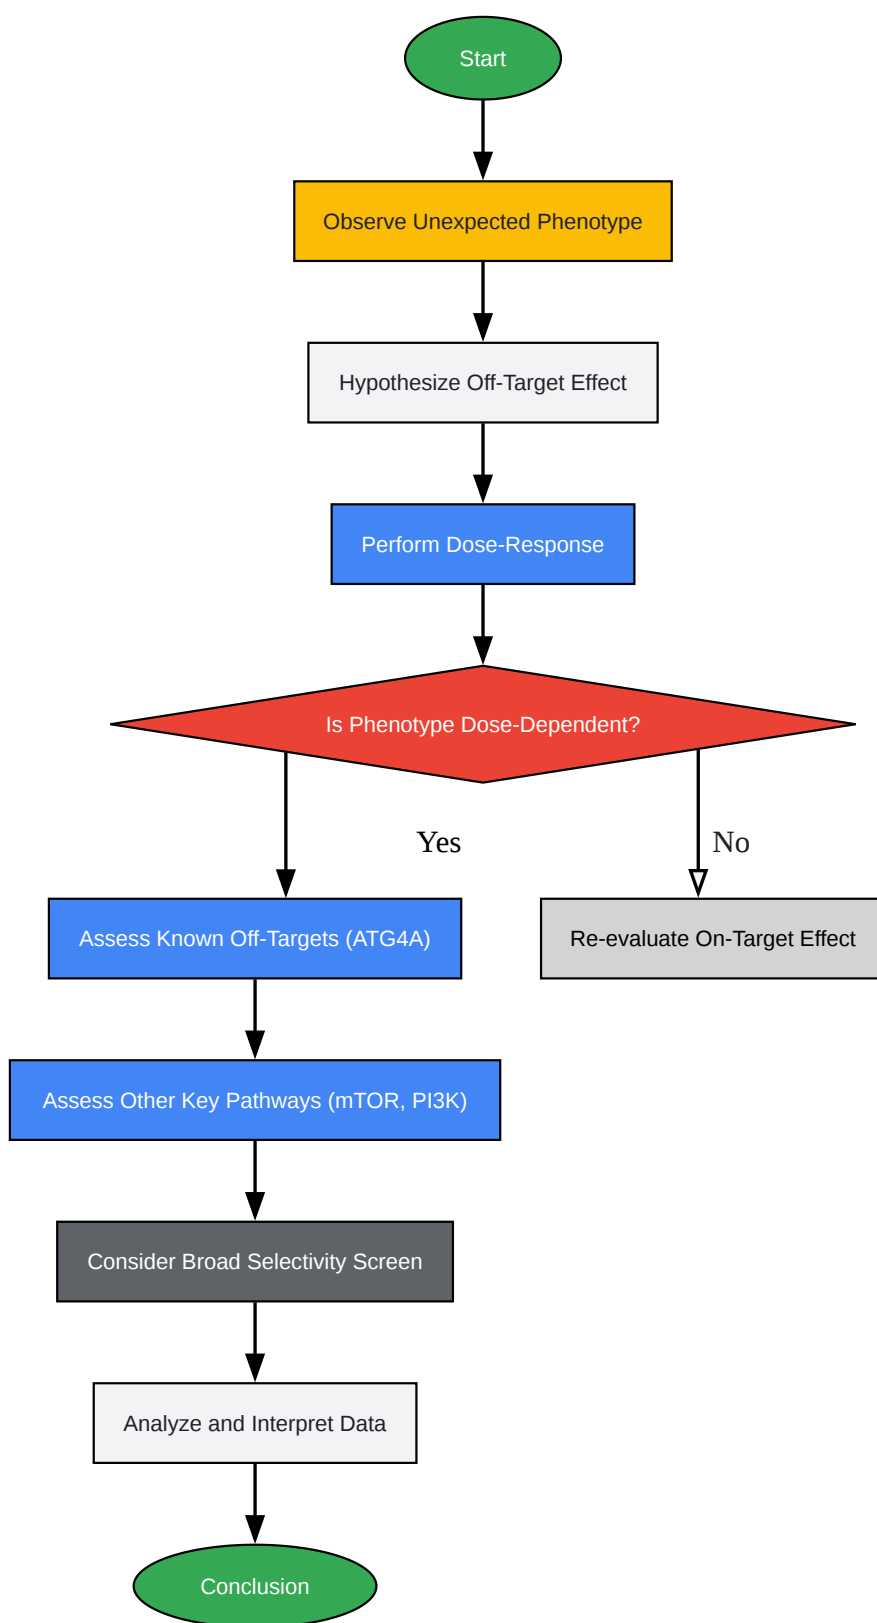 Start
Observe Unexpected Phenotype
Hypothesize Off-Target Effect
Perform Dose-Response
Is Phenotype Dose-Dependent?
Yes
No
Assess Known Off-Targets (ATG4A)
Re-evaluate On-Target Effect
Assess Other Key Pathways (mTOR, PI3K)
Consider Broad Selectivity Screen
Analyze and Interpret Data
Conclusion